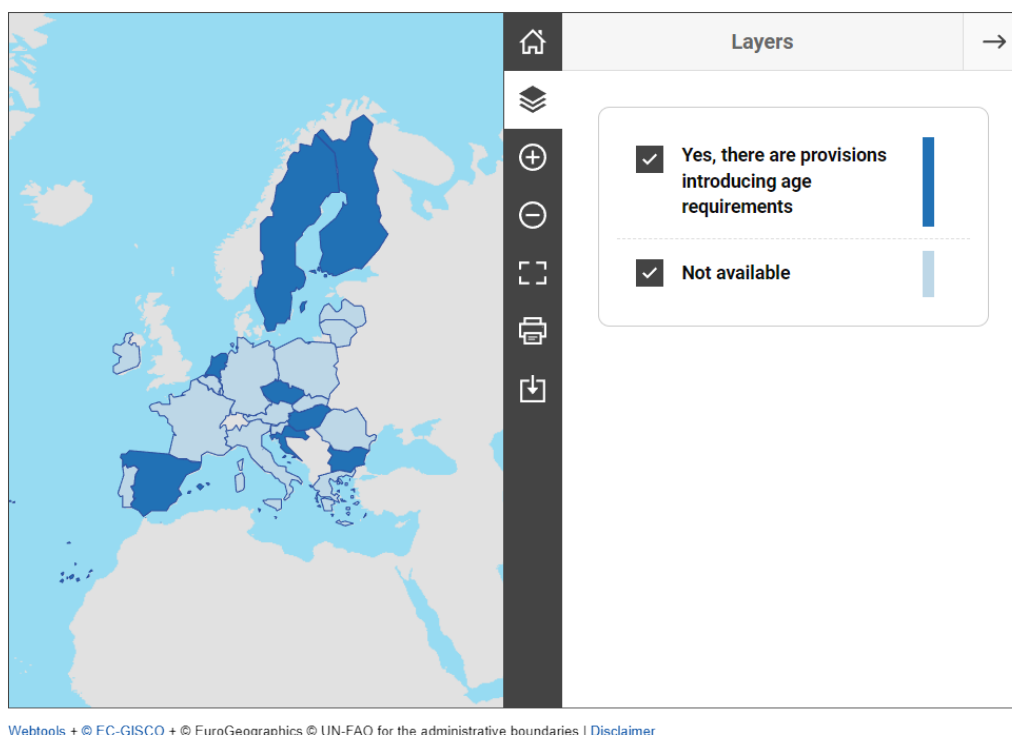 Layers
Yes, there are provisions
introducing age
requirements
Not available
Webtools + © EC-GISCO + © EuroGeographics © UN-FAO for the administrative boundaries | Disclaimer